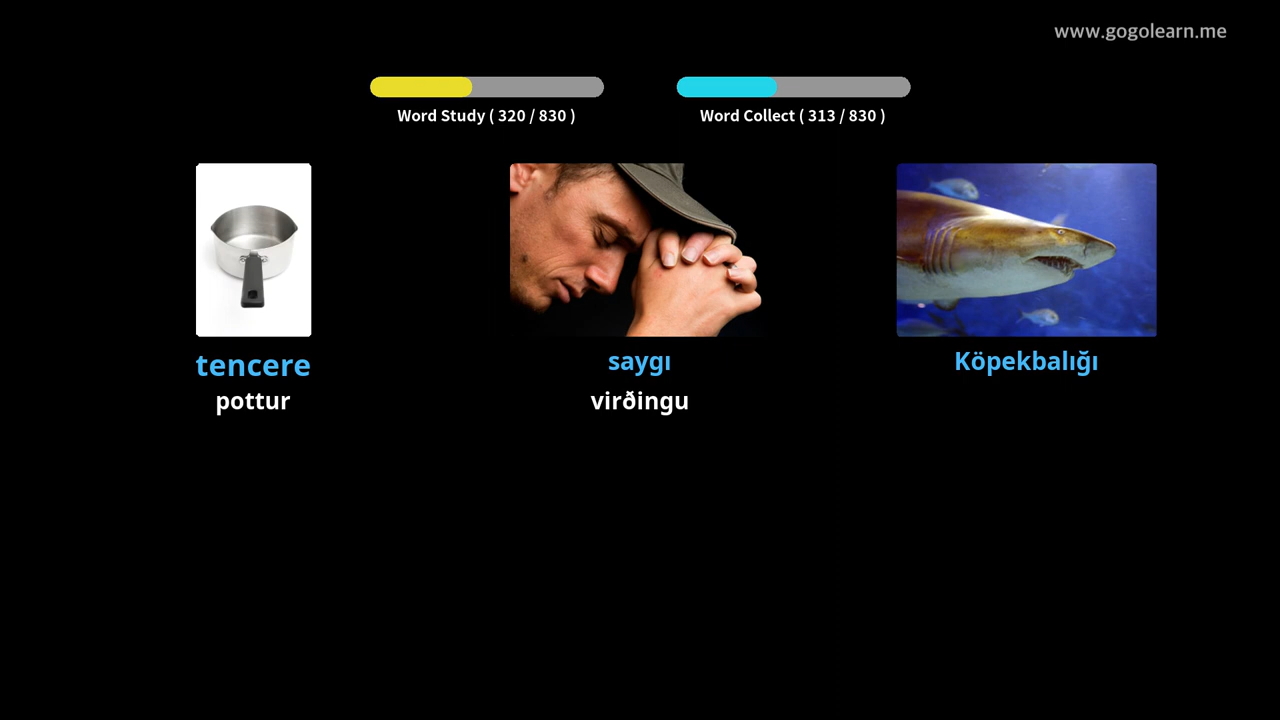 www.gogolearn.me
Word Study ( 320 / 830 )
Word Collect ( 313 / 830 )
tencere
pottur
saygı
virðingu
Köpekbalığı